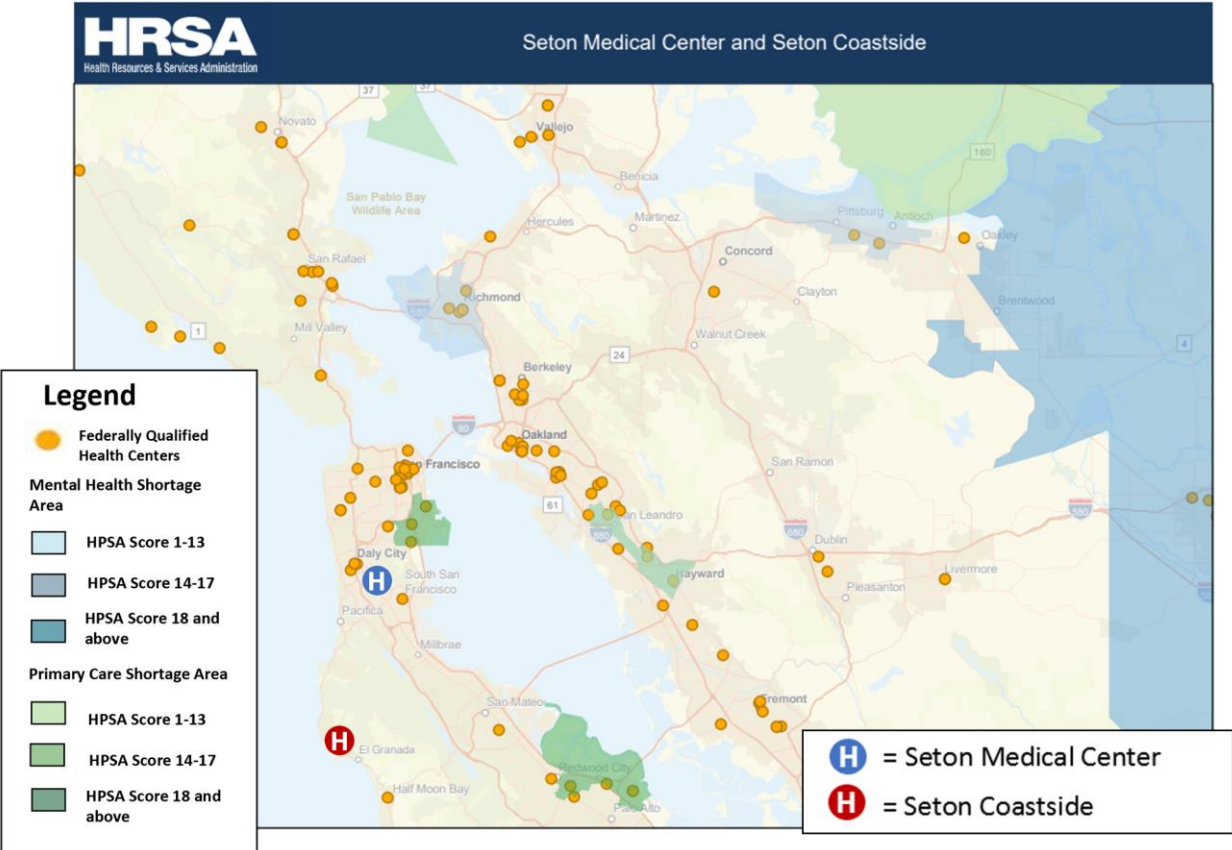 HRSA
Health Resources & Services Administration
Seton Medical Center and Seton Coastside
37
37
Novato
Vallejo
160
Benicia
San Pablo Bay
Wildlife Area
Hercules
Martinez
Pittsburg
Antioch
Oakley
San Rafael
Concord
Richmond
580
Clayton
Brentwood
1
Mill Valley
Walnut Creek
4
24
Berkeley
80
Oakland
San Francisco
San Ramon
61
San Leandro
580
680
580
Daly City
Dublin
South San
Francisco
Hayward
Livermore
Pleasanton
Pacifica
Millbrae
San Mateo
Fremont
El Granada
Redwood City
Half Moon Bay
Palo Alto
Legend
Federally Qualified
Health Centers
Mental Health Shortage
Area
HPSA Score 1-13
HPSA Score 14-17
HPSA Score 18 and
above
Primary Care Shortage Area
HPSA Score 1-13
HPSA Score 14-17
HPSA Score 18 and
above
H
H
H = Seton Medical Center
H = Seton Coastside